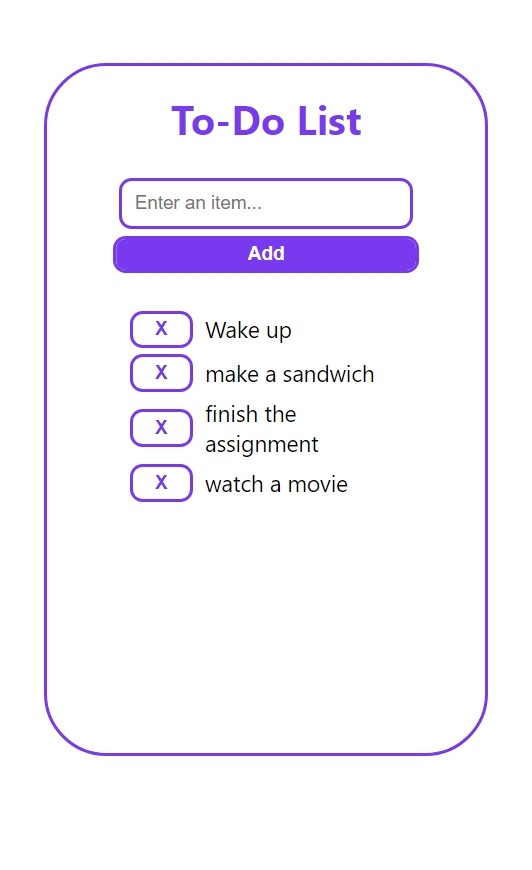 To-Do List
Enter an item...
Add
X Wake up
X make a sandwich
X finish the
assignment
X watch a movie